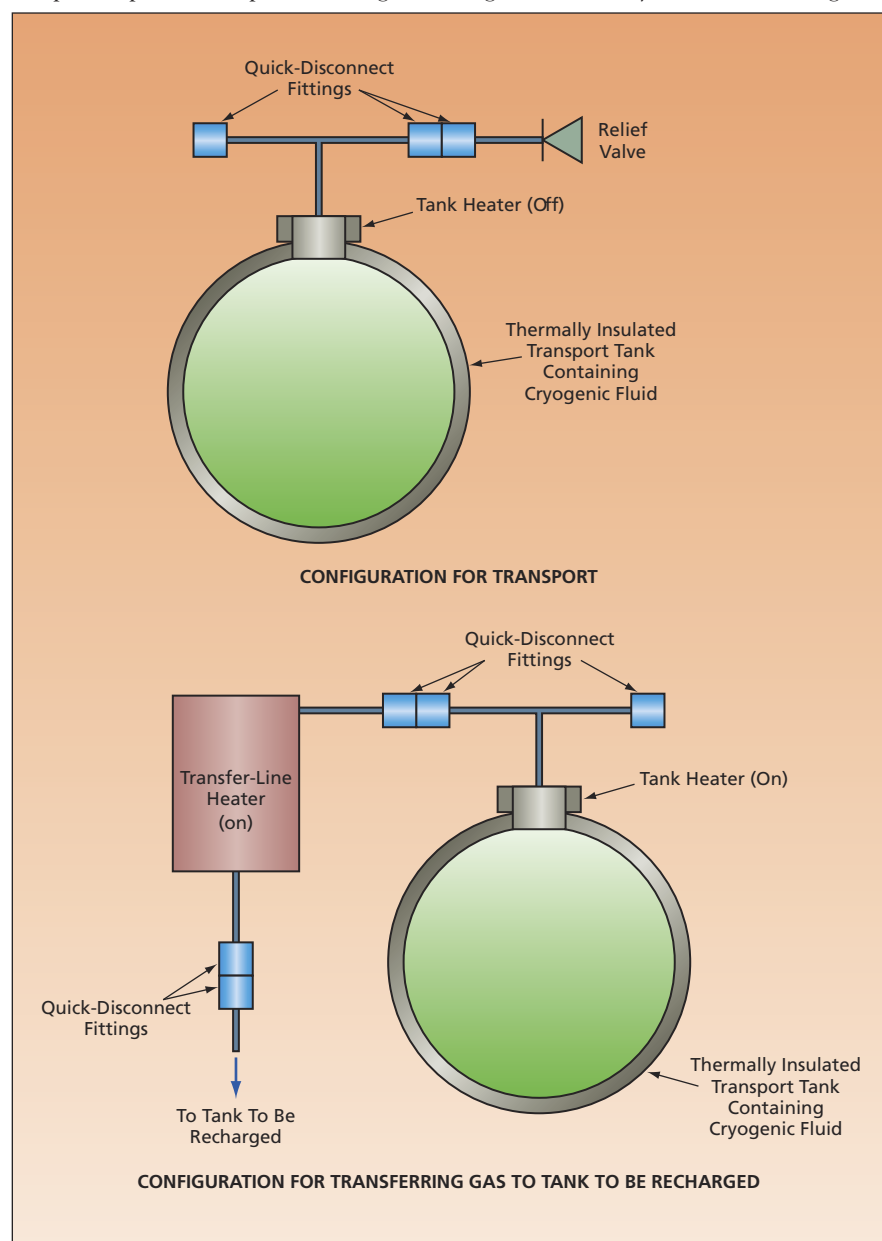 Quick-Disconnect
Fittings
Relief
Valve
Tank Heater (Off)
Thermally Insulated
Transport Tank
Containing
Cryogenic Fluid
CONFIGURATION FOR TRANSPORT
Quick-Disconnect
Fittings
Transfer-Line
Heater
(on)
Tank Heater (On)
Quick-Disconnect
Fittings
Thermally Insulated
Transport Tank
Containing
Cryogenic Fluid
To Tank To Be
Recharged
CONFIGURATION FOR TRANSFERRING GAS TO TANK TO BE RECHARGED